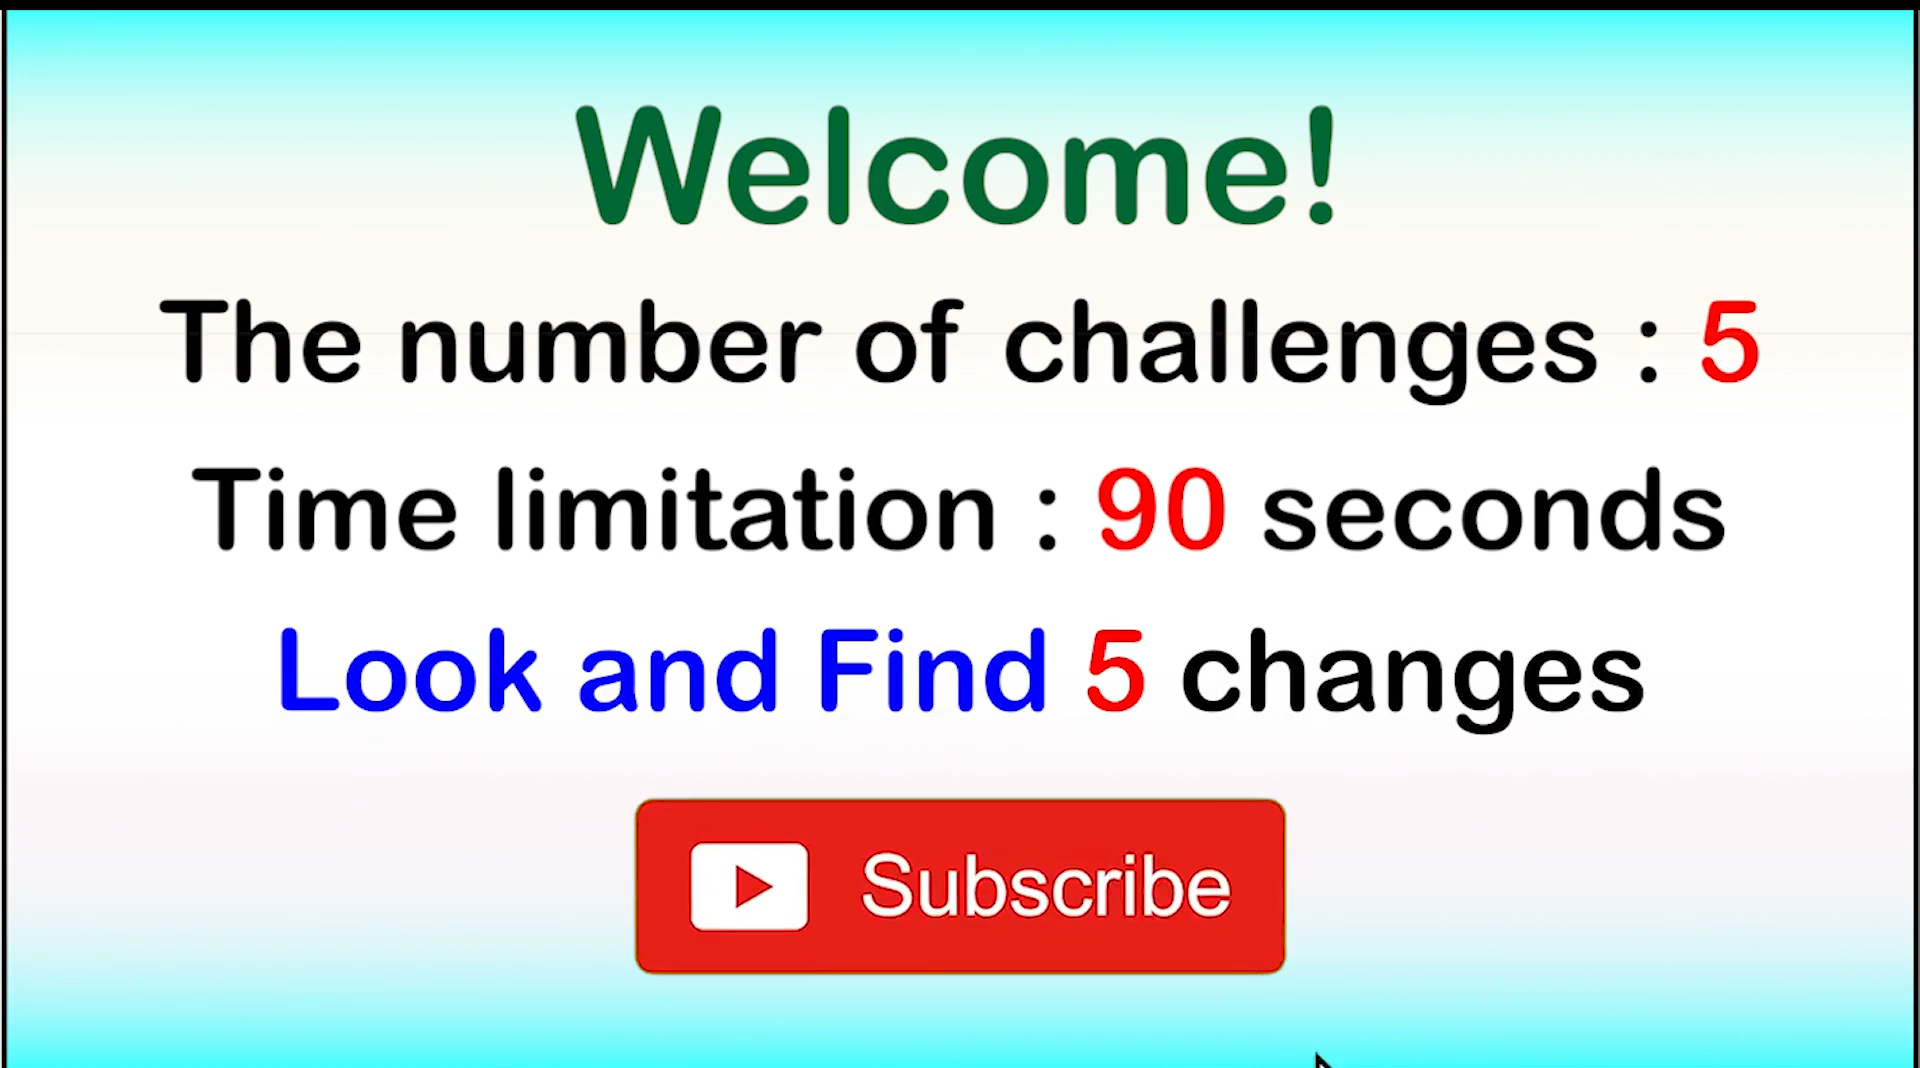 Welcome!
The number of challenges : 5
Time limitation : 90 seconds
Look and Find 5 changes
Subscribe